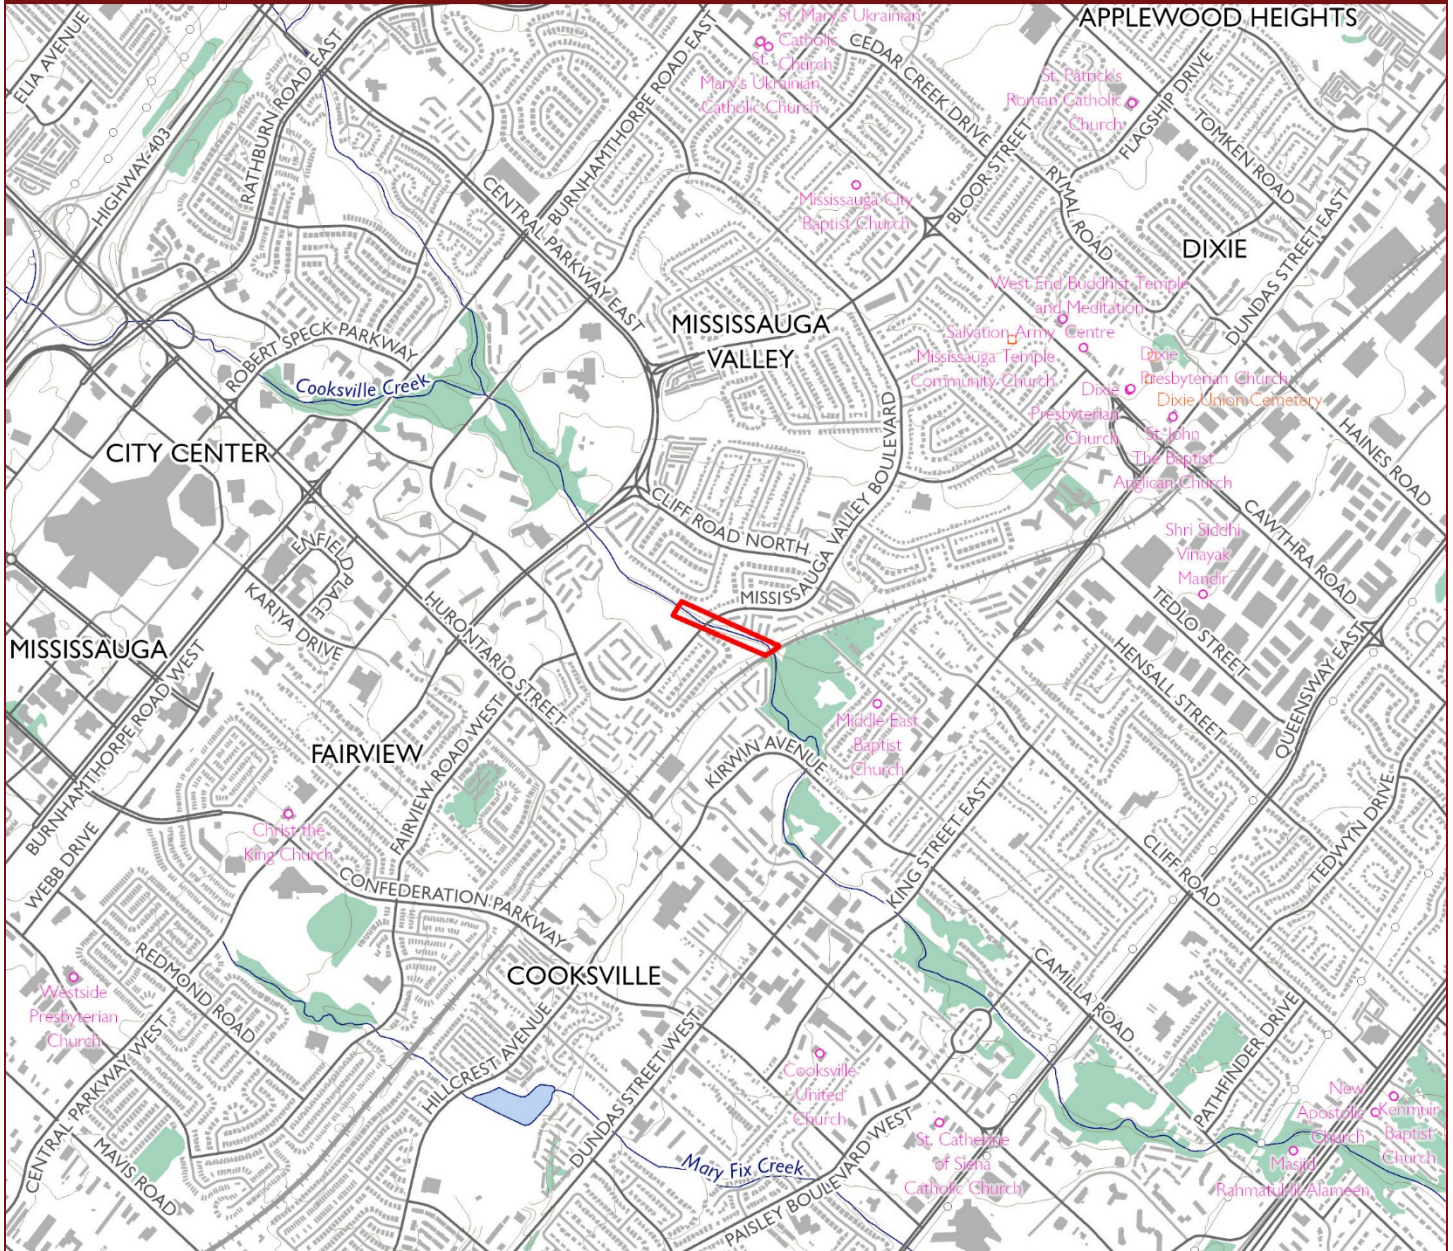 APPLEWOOD HEIGHTS
St. Mary's Ukrainian
Catholic
Church
St.
Mary's Ukrainian
Catholic Church
ELIA AVENUE
HIGHWAY 403
RATHBURN ROAD EAST
BURNHAMTHORPE ROAD EAST
CENTRAL PARKWAY EAST
CEDAR CREEK DRIVE
BLOOR STREET
St. Patrick's
Roman Catholic
Church
FLAGSHIP DRIVE
TOMKEN ROAD
RYMAL ROAD
Mississauga City
Baptist Church
DIXIE
DUNDAS STREET EAST
West End Buddhist Temple
and Meditation
Centre
Salvation Army
Mississauga Temple
Community Church
Dixie
Presbyterian Church
Dixie Union Cemetery
Dixie
Presbyterian
Church
St. John
The Baptist
Anglican Church
HAINES ROAD
CAWTHRA ROAD
MISSISSAUGA
VALLEY
ROBERT SPECK PARKWAY
Cooksville Creek
CITY CENTER
ENFIELD
PLACE
KARIYA DRIVE
HURONTARIO STREET
CLIFF ROAD NORTH
MISSISSAUGA VALLEY BOULEVARD
Shri Siddhi
Vinayak
Mandir
TEDLO STREET
HENSALL STREET
QUEENSWAY EAST
MISSISSAUGA
BURNHAMTHORPE ROAD WEST
WEBB DRIVE
FAIRVIEW
FAIRVIEW ROAD WEST
KIRWIN AVENUE
Middle East
Baptist
Church
Christ the
King Church
CONFEDERATION PARKWAY
KING STREET EAST
CLIFF ROAD
TEDWYN DRIVE
COOKSVILLE
REDMOND ROAD
Westside
Presbyterian
Church
CENTRAL PARKWAY WEST
MAVIS ROAD
HILLCREST AVENUE
DUNDAS STREET WEST
Cooksville
United
Church
Mary Fix Creek
PAISLEY BOULEVARD WEST
St. Catherine
of Siena
Catholic Church
CAMILLA ROAD
PATHFINDER DRIVE
New
Apostolic
Church
Kenmuir
Baptist
Church
Masjid
Rahmatul-lil-Alameen